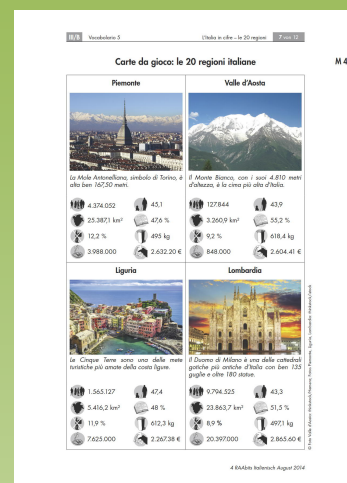 III/B Vocabolario 5 L'Italia in cifre – le 20 regioni 7 von 12
Carte da gioco: le 20 regioni italiane
M 4
Piemonte
La Mole Antonelliana, simbolo di Torino, è
alta ben 167,50 metri.
4.374.052 45,1
25.387,1 km² 47,6 %
12,2 % 495 kg
3.988.000 2.632.20 €
Valle d'Aosta
Il Monte Bianco, con i suoi 4.810 metri
d'altezza, è la cima più alta d'Italia.
127.844 43,9
3.260,9 km² 55,2 %
9,2 % 618,4 kg
848.000 2.604.41 €
Liguria
Le Cinque Terre sono una delle mete
turistiche più amate della costa ligure.
1.565.127 47,4
5.416,2 km² 48 %
11,9 % 612,3 kg
7.625.000 2.267.38 €
Lombardia
Il Duomo di Milano è una delle cattedrali
gotiche più antiche d'Italia con ben 135
guglie e oltre 180 statue.
9.794.525 43,3
23.863,7 km² 51,5 %
8,9 % 497,1 kg
20.397.000 2.865.60 €
4 RAAbits Italienisch August 2014